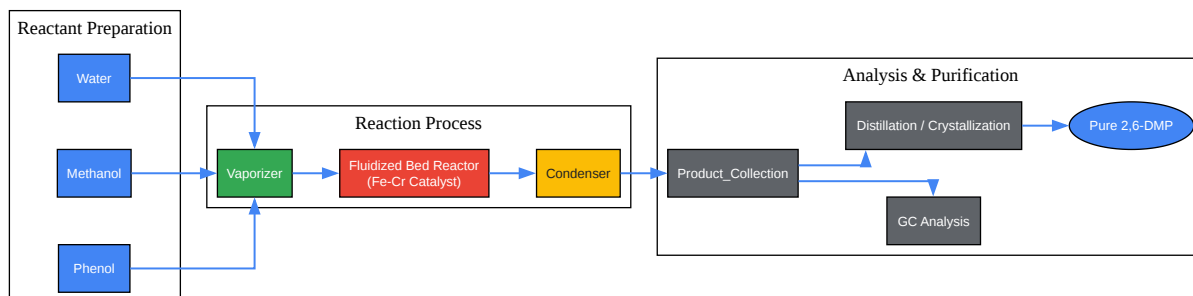 Reactant Preparation
Water
Methanol
Phenol
Reaction Process
Vaporizer
Fluidized Bed Reactor
(Fe-Cr Catalyst)
Condenser
Analysis & Purification
Product_Collection
Distillation / Crystallization
GC Analysis
Pure 2,6-DMP